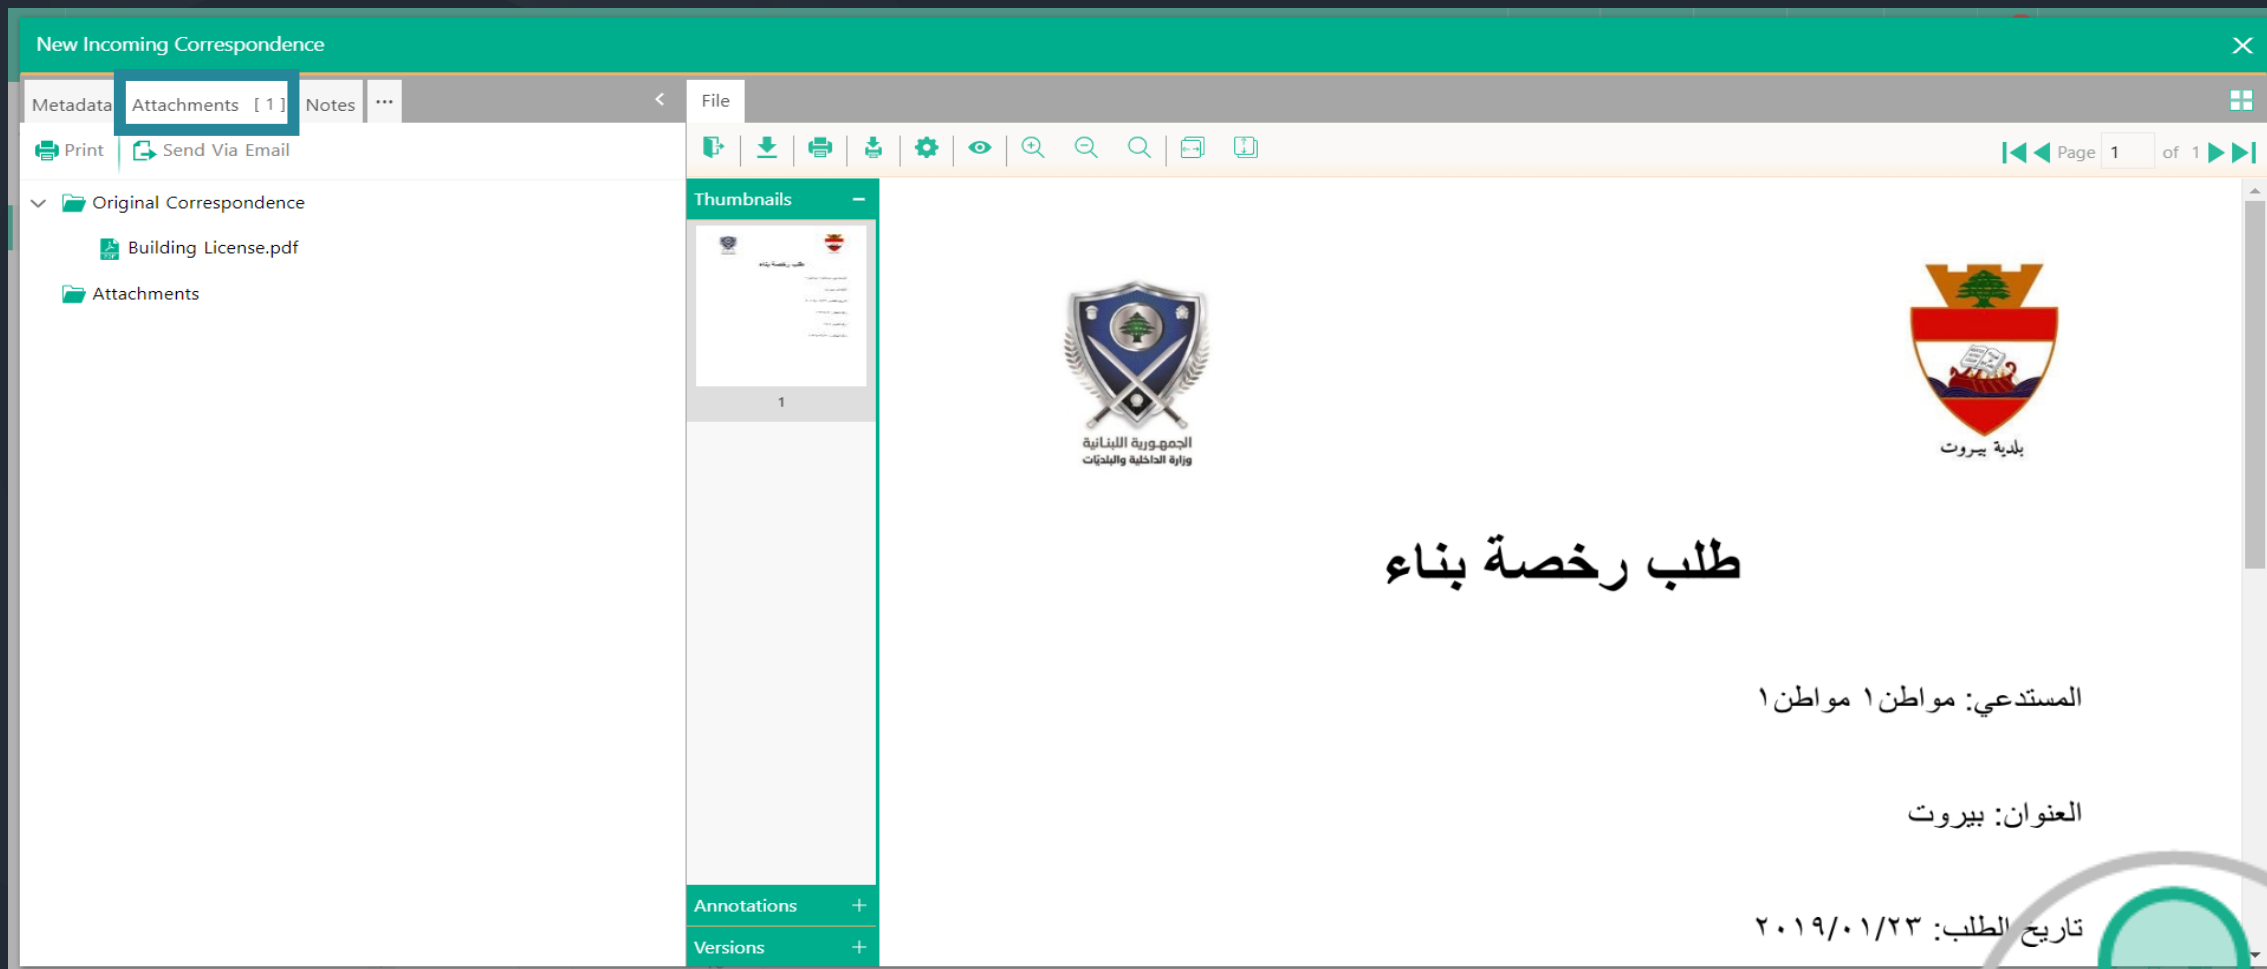 New Incoming Correspondence
Metadata
Attachments [ 1 ]
Notes
...
File
Print
Send Via Email
Page 1 of 1
Original Correspondence
Building License.pdf
Attachments
Thumbnails
1
الجمهورية اللبنانية
وزارة الداخلية والبلديّات
بلدية بيروت
طلب رخصة بناء
المستدعي: مواطن١ مواطن١
العنوان: بيروت
تاريخ الطلب: ٢٠١٩/٠١/٢٣
Annotations
Versions